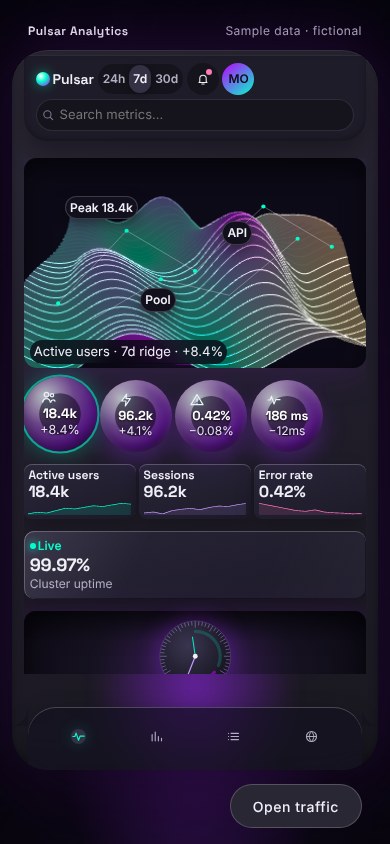 Pulsar Analytics
Sample data · fictional
Pulsar
24h 7d 30d
MO
Search metrics...
Peak 18.4k
API
Pool
Active users · 7d ridge · +8.4%
18.4k
+8.4%
96.2k
+4.1%
0.42%
−0.08%
186 ms
−12ms
Active users
18.4k
Sessions
96.2k
Error rate
0.42%
Live
99.97%
Cluster uptime
Open traffic